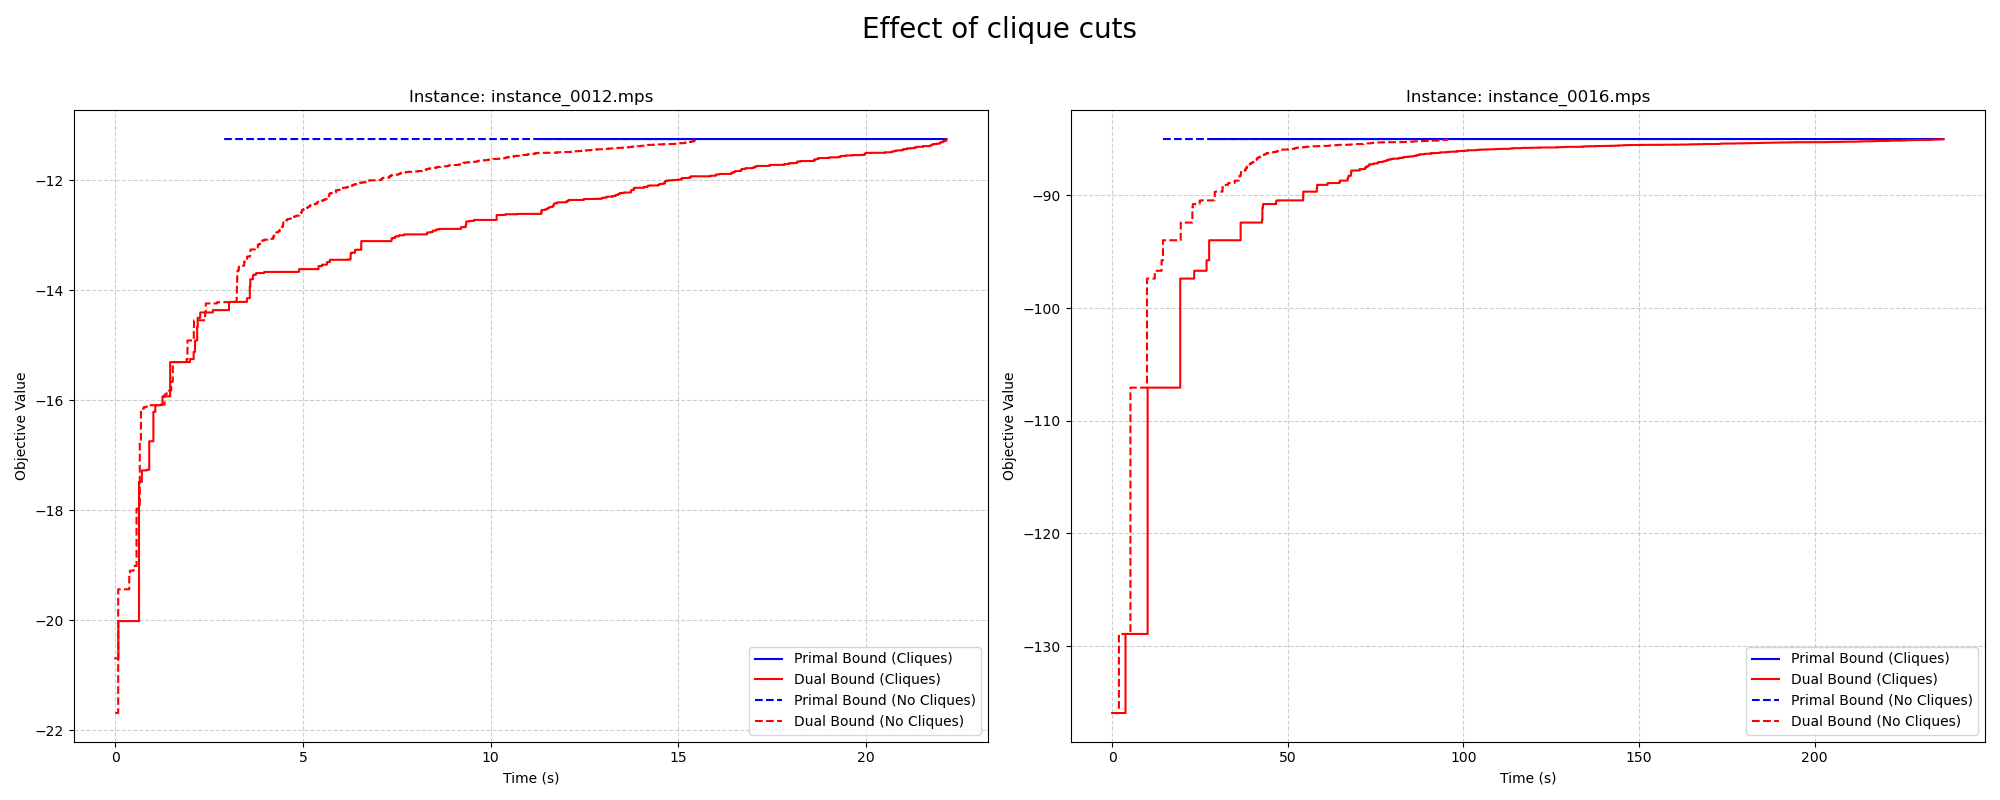 Effect of clique cuts
Instance: instance_0012.mps
Objective Value
−12
−14
−16
−18
−20
−22
0
5
10
15
20
Time (s)
Primal Bound (Cliques)
Dual Bound (Cliques)
Primal Bound (No Cliques)
Dual Bound (No Cliques)
Instance: instance_0016.mps
Objective Value
−90
−100
−110
−120
−130
0
50
100
150
200
Time (s)
Primal Bound (Cliques)
Dual Bound (Cliques)
Primal Bound (No Cliques)
Dual Bound (No Cliques)